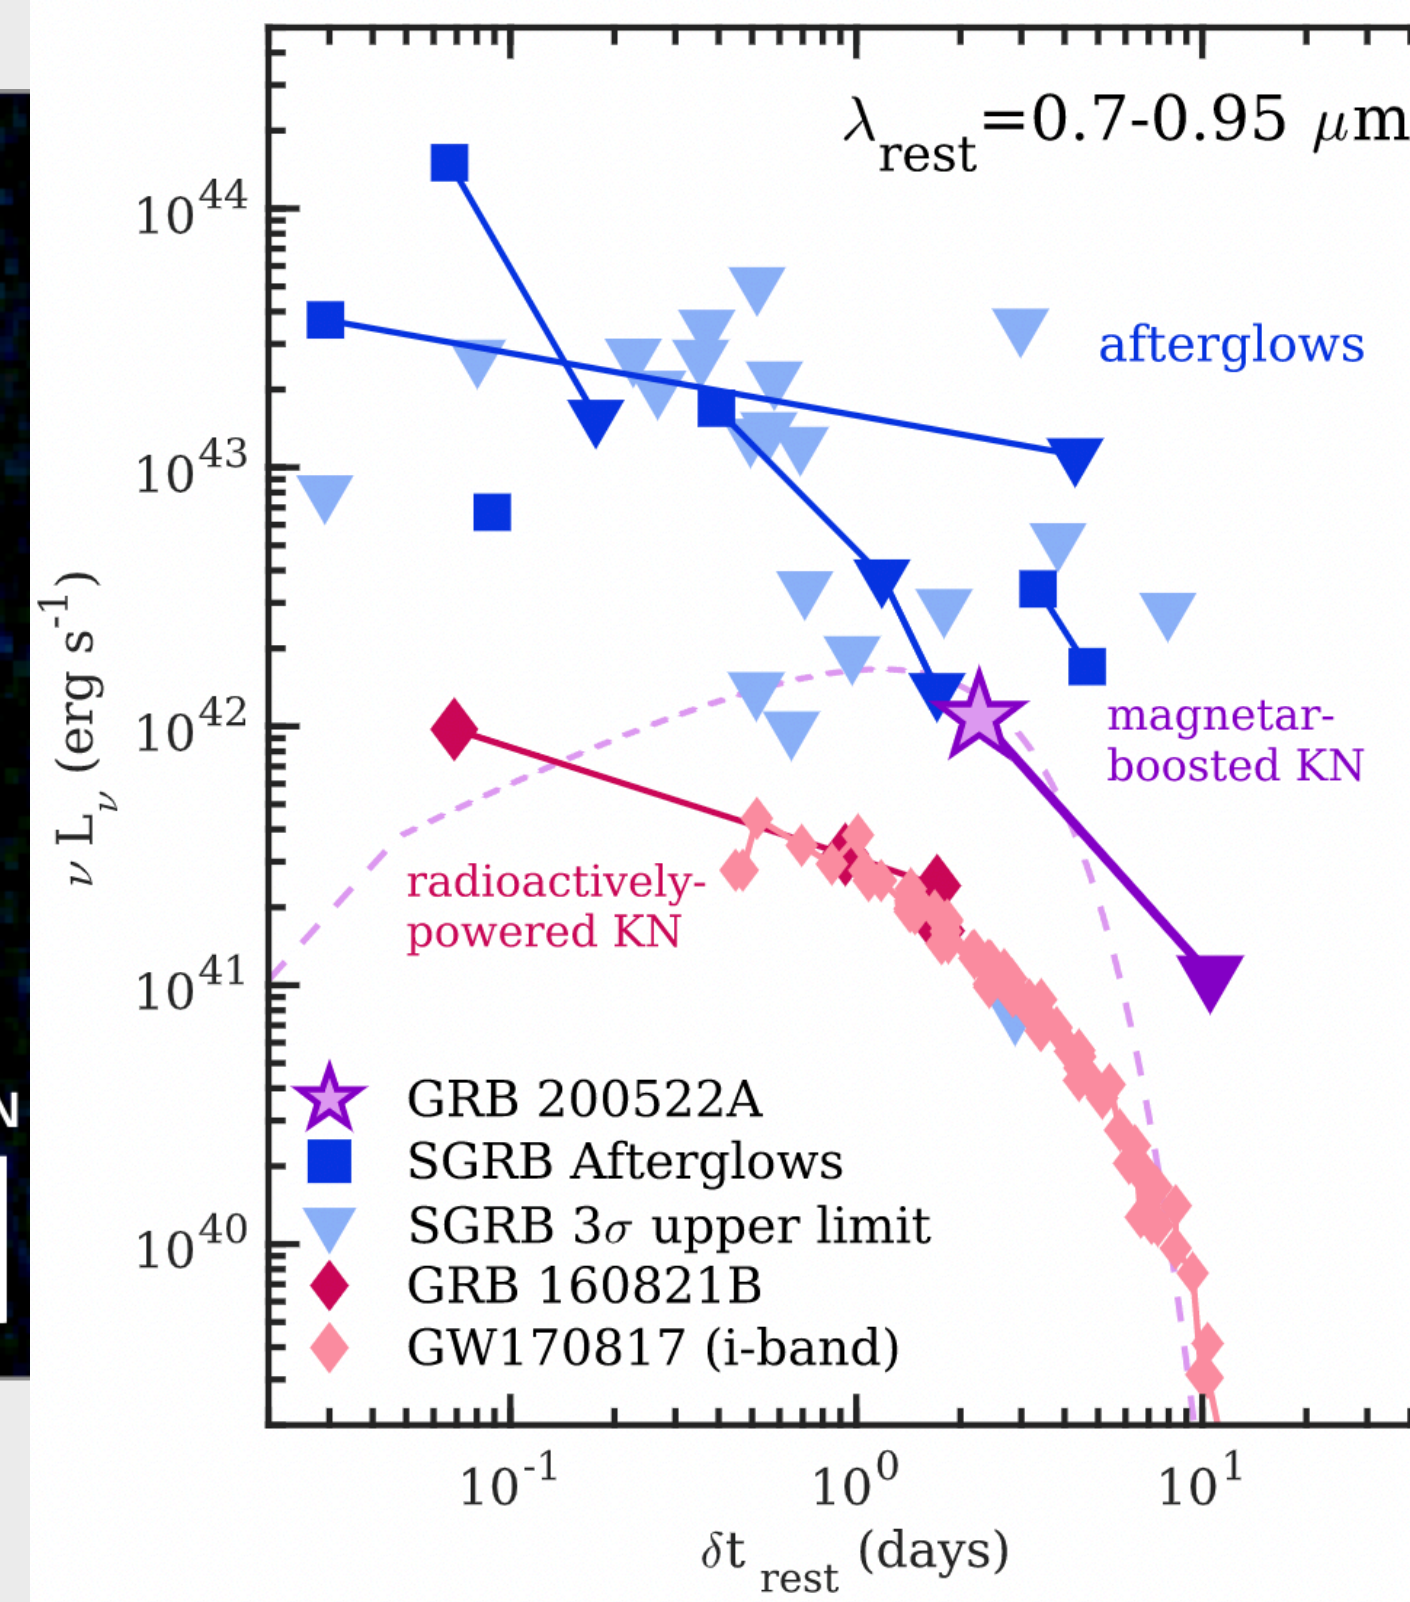 λrest=0.7-0.95 μm
10^44
afterglows
10^43
ν Lν (erg s^-1)
10^42
magnetar-
boosted KN
radioactively-
powered KN
10^41
N
GRB 200522A
SGRB Afterglows
SGRB 3σ upper limit
10^40
GRB 160821B
GW170817 (i-band)
10^-1
10^0
10^1
δt rest (days)